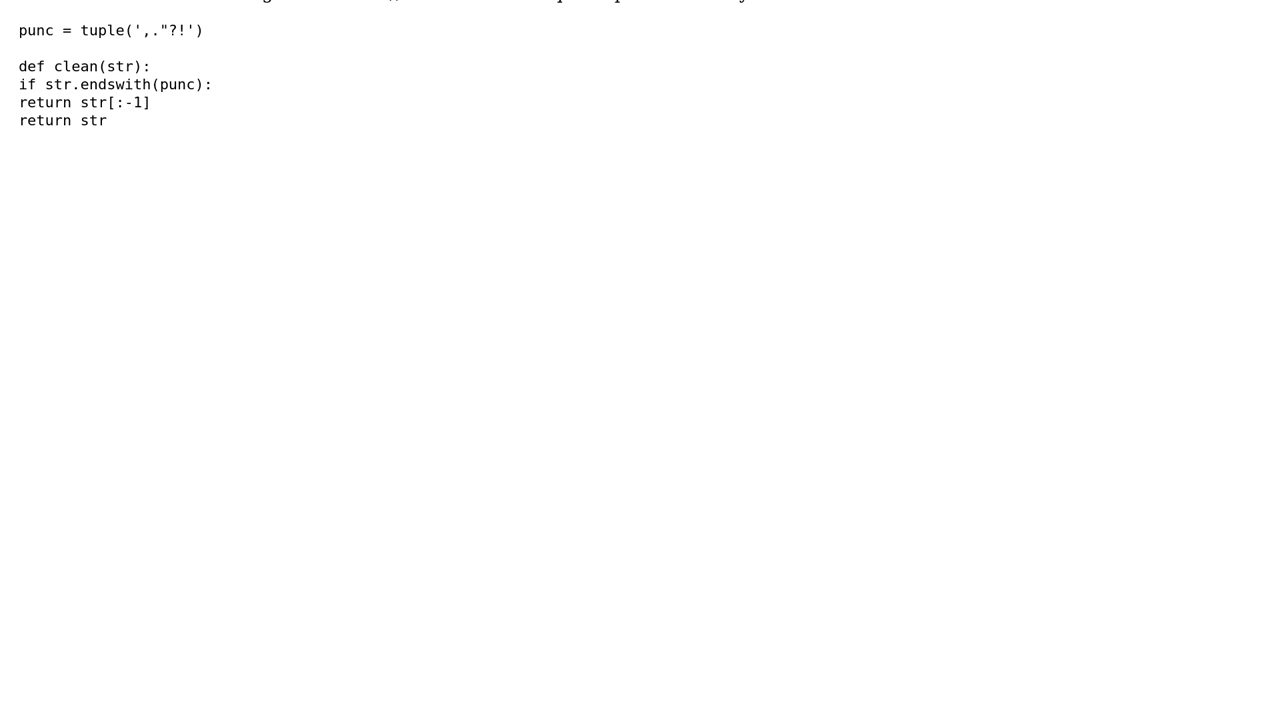 punc = tuple(',."?!')
def clean(str):
if str.endswith(punc):
return str[:-1]
return str